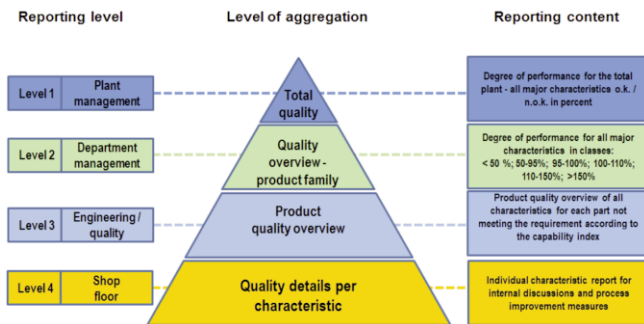 Reporting level
Level of aggregation
Reporting content
Level 1
Plant
management
Total
quality
Degree of performance for the total
plant - all major characteristics o.k. /
n.o.k. in percent
Level 2
Department
management
Quality
overview -
product family
Degree of performance for all major
characteristics in classes:
< 50 %; 50-95%; 95-100%; 100-110%;
110-150%; >150%
Level 3
Engineering /
quality
Product
quality overview
Product quality overview of all
characteristics for each part not
meeting the requirement according to
the capability index
Level 4
Shop
floor
Quality details per
characteristic
Individual characteristic report for
internal discussions and process
improvement measures